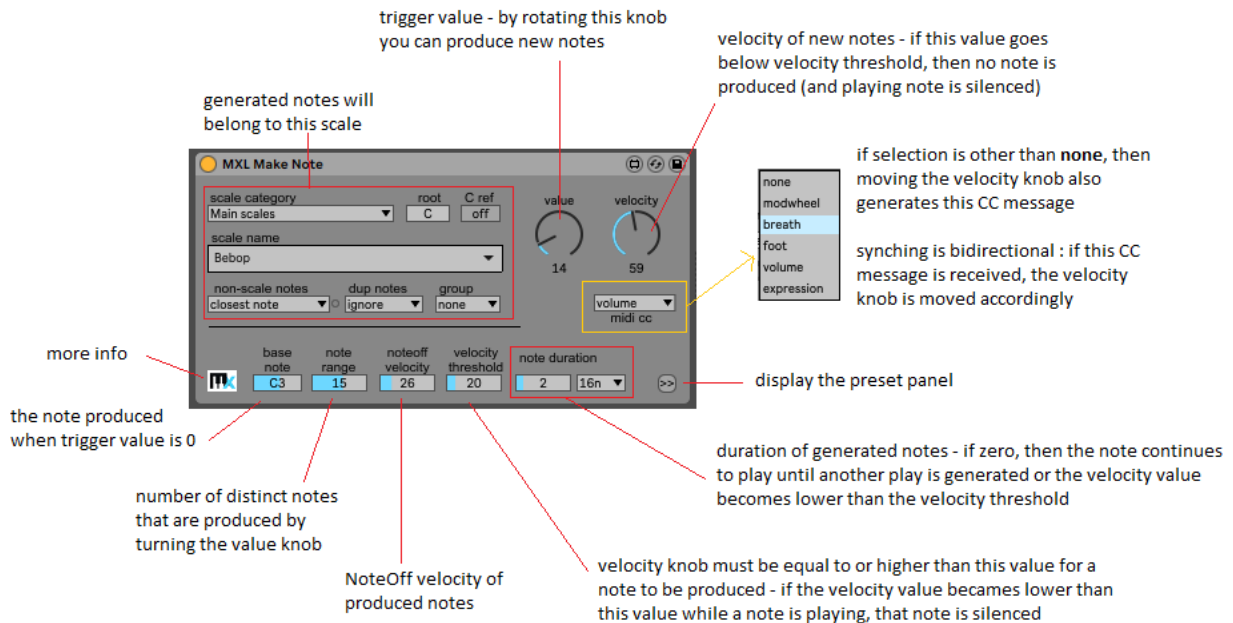 trigger value - by rotating this knob
you can produce new notes
velocity of new notes - if this value goes
below velocity threshold, then no note is
produced (and playing note is silenced)
generated notes will
belong to this scale
MXL Make Note
scale category
root
C ref
Main scales
C
off
scale name
Bebop
non-scale notes
dup notes
group
closest note
ignore
none
value
velocity
14
59
volume
midi cc
none
modwheel
breath
foot
volume
expression
if selection is other than none, then
moving the velocity knob also
generates this CC message
synching is bidirectional : if this CC
message is received, the velocity
knob is moved accordingly
more info
mx
base
note
C3
note
range
15
noteoff
velocity
26
velocity
threshold
20
note duration
2
16n
>>
display the preset panel
the note produced
when trigger value is 0
number of distinct notes
that are produced by
turning the value knob
NoteOff velocity of
produced notes
duration of generated notes - if zero, then the note continues
to play until another play is generated or the velocity value
becomes lower than the velocity threshold
velocity knob must be equal to or higher than this value for a
note to be produced - if the velocity value becames lower than
this value while a note is playing, that note is silenced